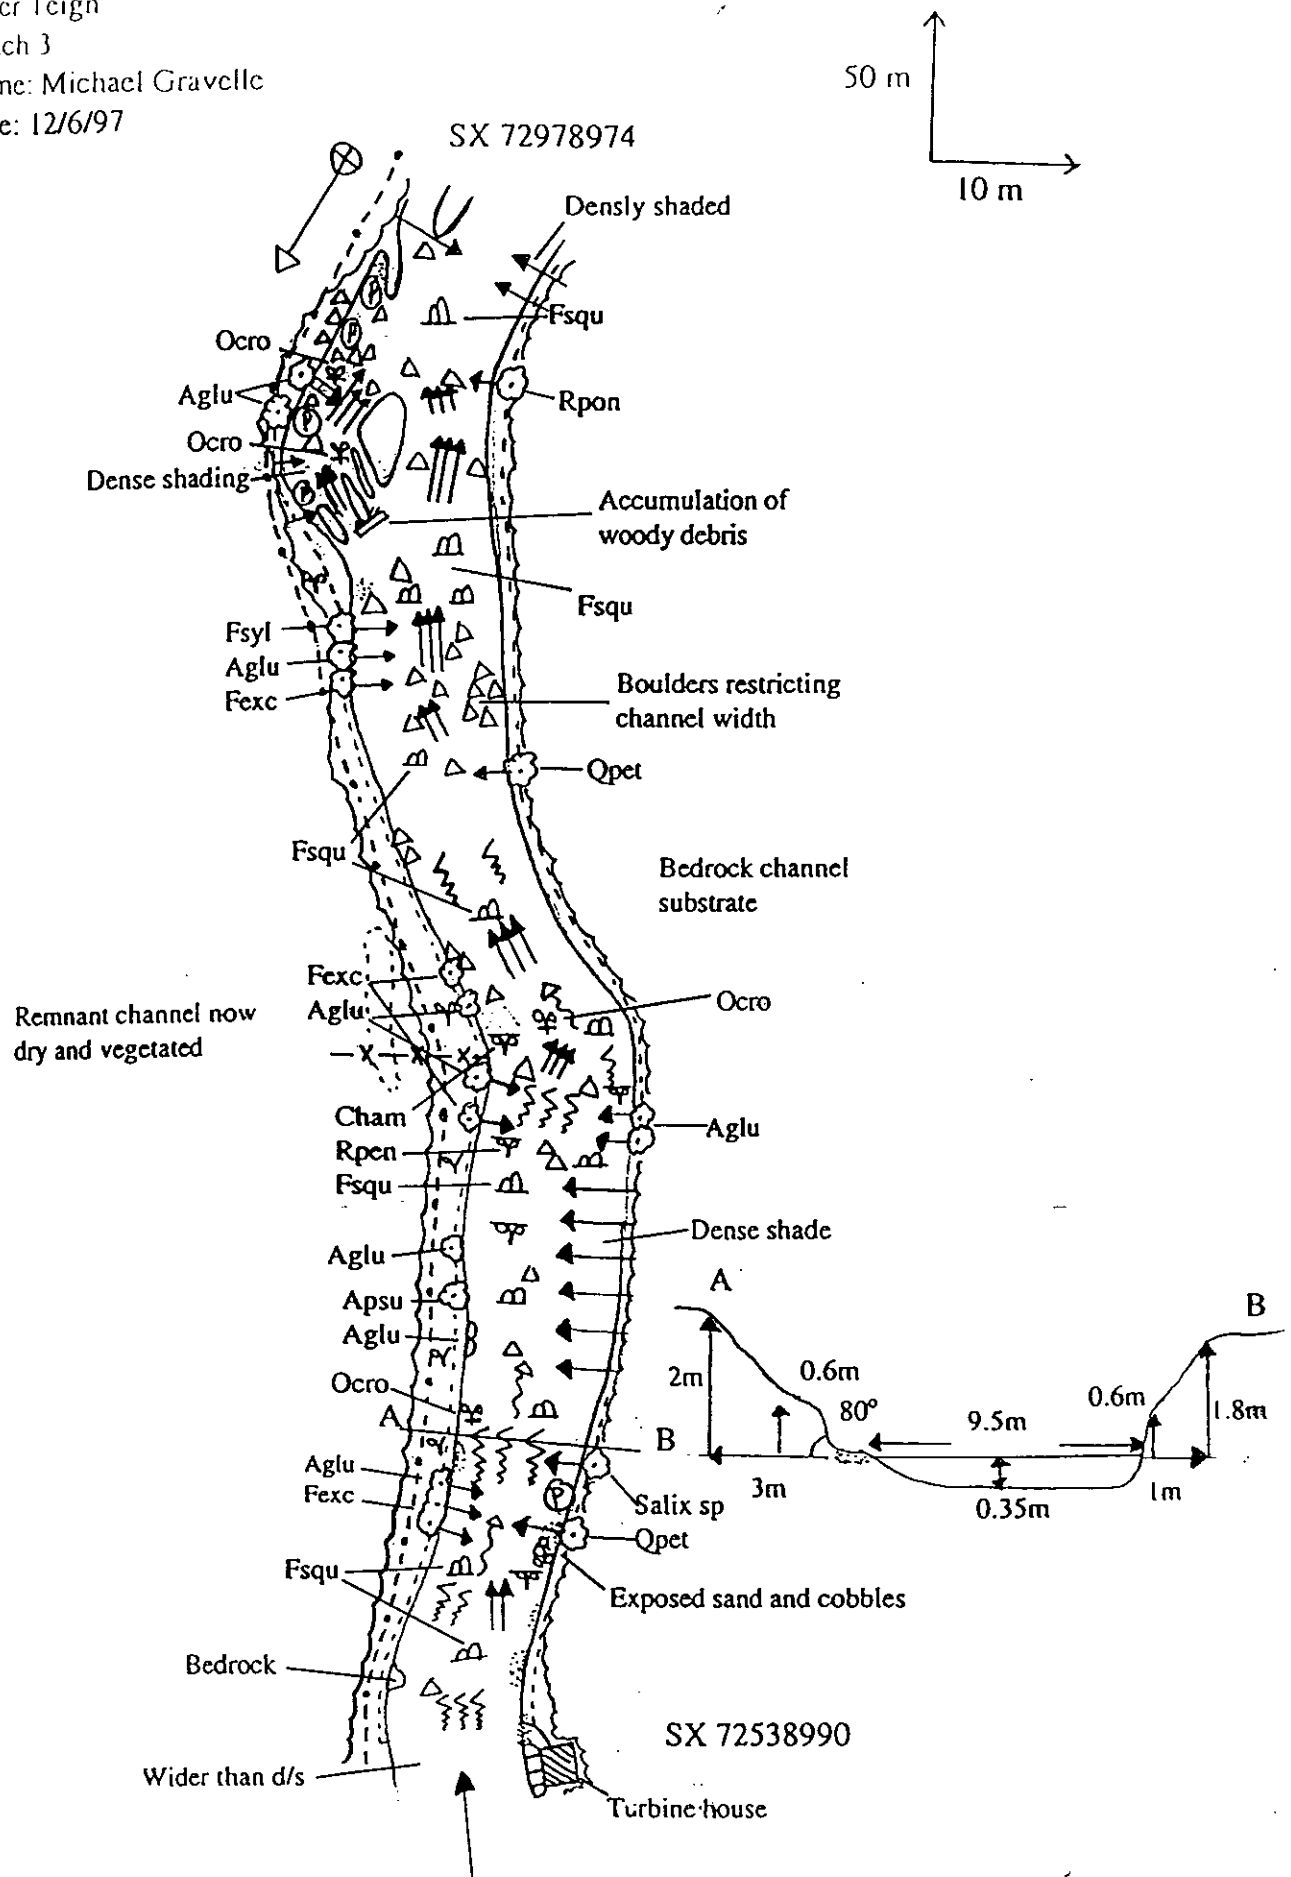 Teign
3
Michael Gravelle
12/6/97
SX 72978974
50 m
10 m
Densly shaded
Fsqu
Ocro
Aglu
Rpon
Ocro
Dense shading
Accumulation of
woody debris
Fsqu
Fsyl
Aglu
Fexc
Boulders restricting
channel width
Qpet
Fsqu
Bedrock channel
substrate
Fexc
Aglu
Ocro
Remnant channel now
dry and vegetated
Cham
Aglu
Rpen
Fsqu
Dense shade
Aglu
Apsu
Aglu
Ocro
A
B
A
B
2m
0.6m
80°
9.5m
0.6m
1.8m
3m
0.35m
1m
Aglu
Fexc
Salix sp
Qpet
Fsqu
Exposed sand and cobbles
Bedrock
SX 72538990
Wider than d/s
Turbine house
P
P
P
P
P